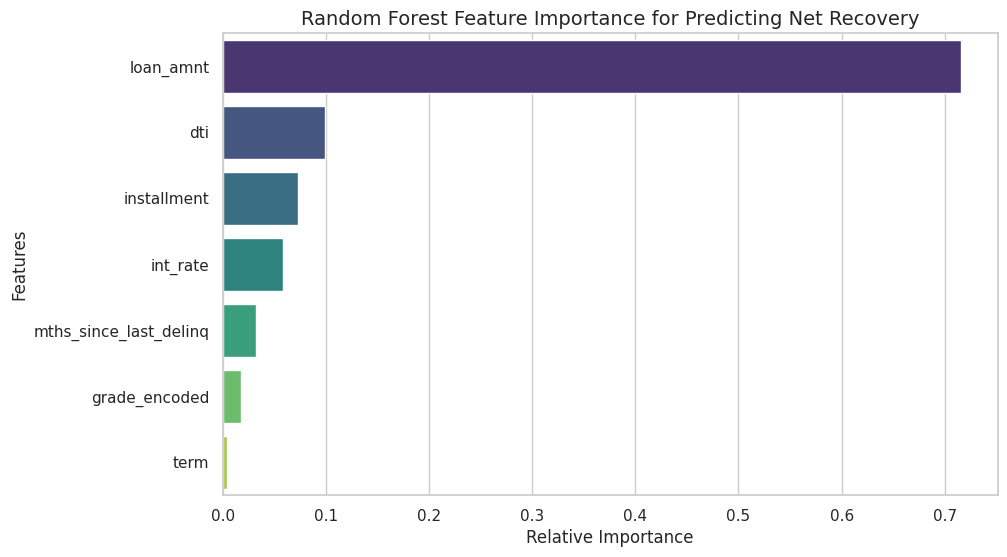 Random Forest Feature Importance for Predicting Net Recovery
Features
loan_amnt
dti
installment
int_rate
mths_since_last_delinq
grade_encoded
term
0.0 0.1 0.2 0.3 0.4 0.5 0.6 0.7
Relative Importance